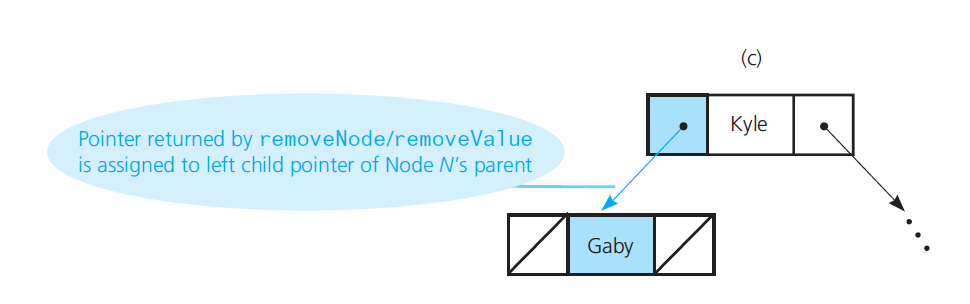 (c)
Pointer returned by removeNode/removeValue
is assigned to left child pointer of Node N's parent
Kyle
Gaby